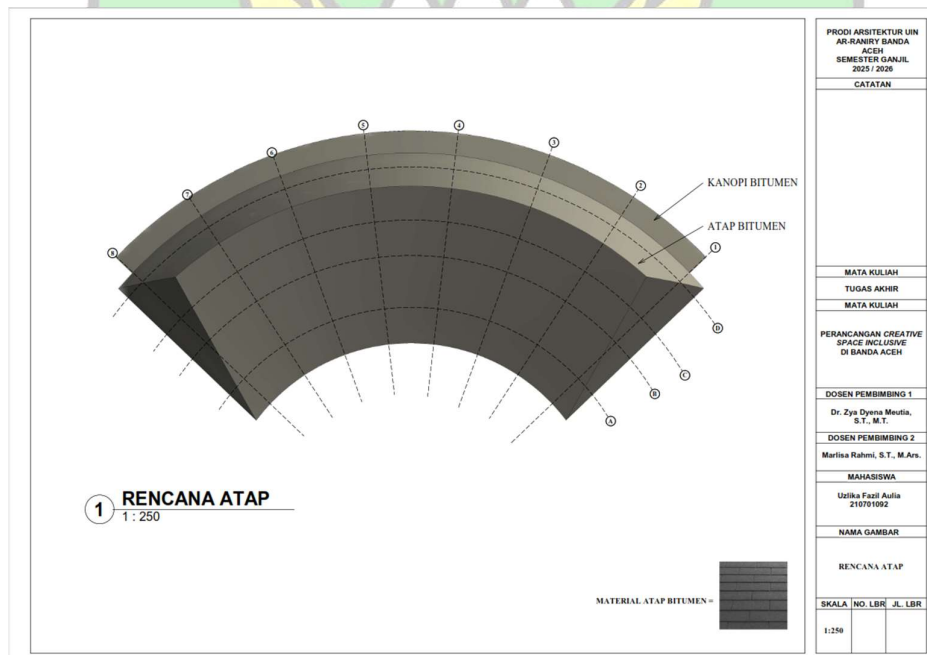 PRODI ARSITEKTUR UIN
AR-RANIRY BANDA
ACEH
SEMESTER GANJIL
2025 / 2026
CATATAN
MATA KULIAH
TUGAS AKHIR
MATA KULIAH
PERANCANGAN CREATIVE
SPACE INCLUSIVE
DI BANDA ACEH
DOSEN PEMBIMBING 1
Dr. Zya Dyena Meutia,
S.T., M.T.
DOSEN PEMBIMBING 2
Marlisa Rahmi, S.T., M.Ars.
MAHASISWA
Uzlika Fazil Aulia
210701092
NAMA GAMBAR
RENCANA ATAP
SKALA NO. LBR JL. LBR
1:250
8
7
6
5
4
3
2
1
KANOPI BITUMEN
ATAP BITUMEN
D
C
B
A
1 RENCANA ATAP
1 : 250
MATERIAL ATAP BITUMEN =